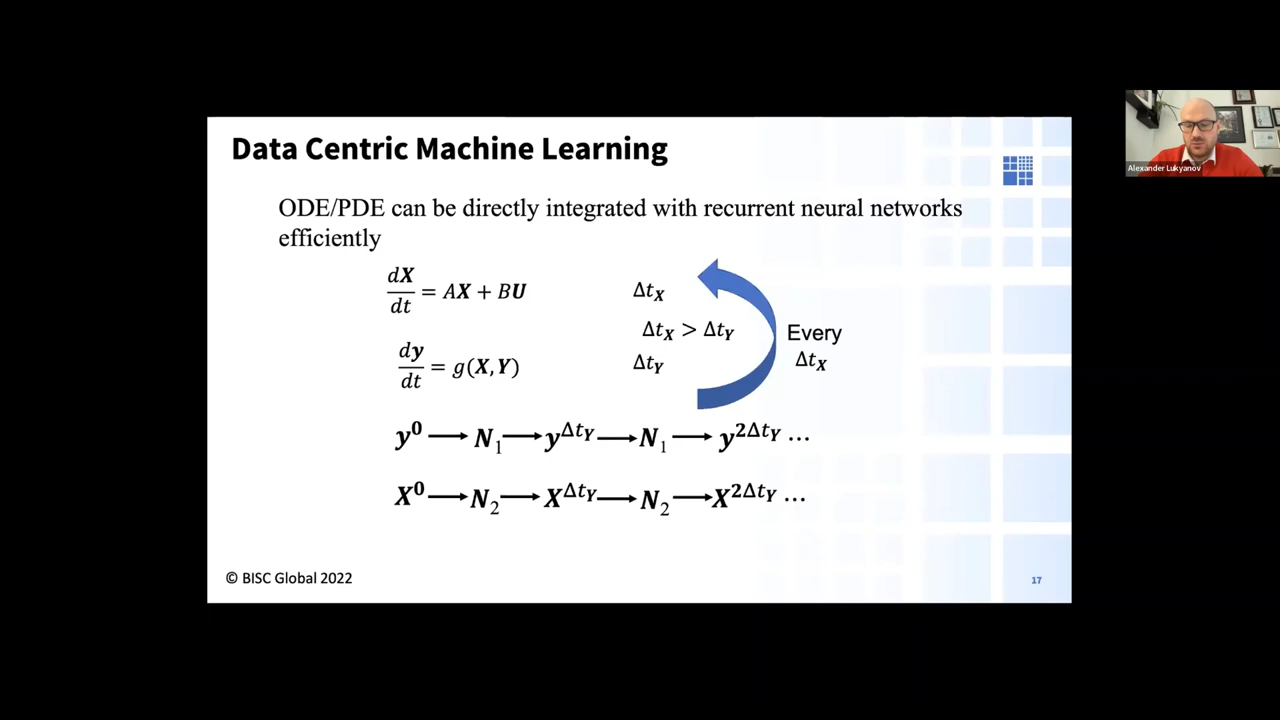 Data Centric Machine Learning
ODE/PDE can be directly integrated with recurrent neural networks
efficiently
dX/dt = AX + BU    Δt_X
Δt_X > Δt_Y
Every
Δt_X
dy/dt = g(X, Y)    Δt_Y
y^0 ⟶ N_1 ⟶ y^{Δt_Y} ⟶ N_1 ⟶ y^{2Δt_Y} ...
X^0 ⟶ N_2 ⟶ X^{Δt_Y} ⟶ N_2 ⟶ X^{2Δt_Y} ...
© BISC Global 2022
17
Alexander Lukyanov